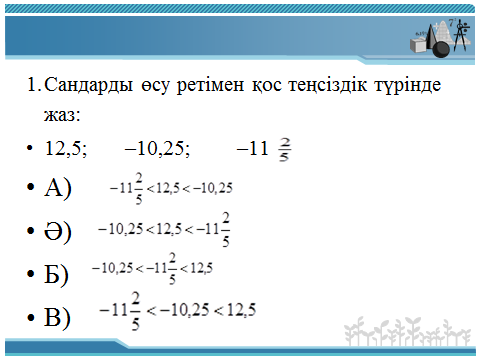 1. Сандарды өсу ретімен қос теңсіздік түрінде
жаз:
• 12,5; –10,25; –11 2/5
• А) −11 2/5 < 12,5 < −10,25
• Ә) −10,25 < 12,5 < −11 2/5
• Б) −10,25 < −11 2/5 < 12,5
• В) −11 2/5 < −10,25 < 12,5